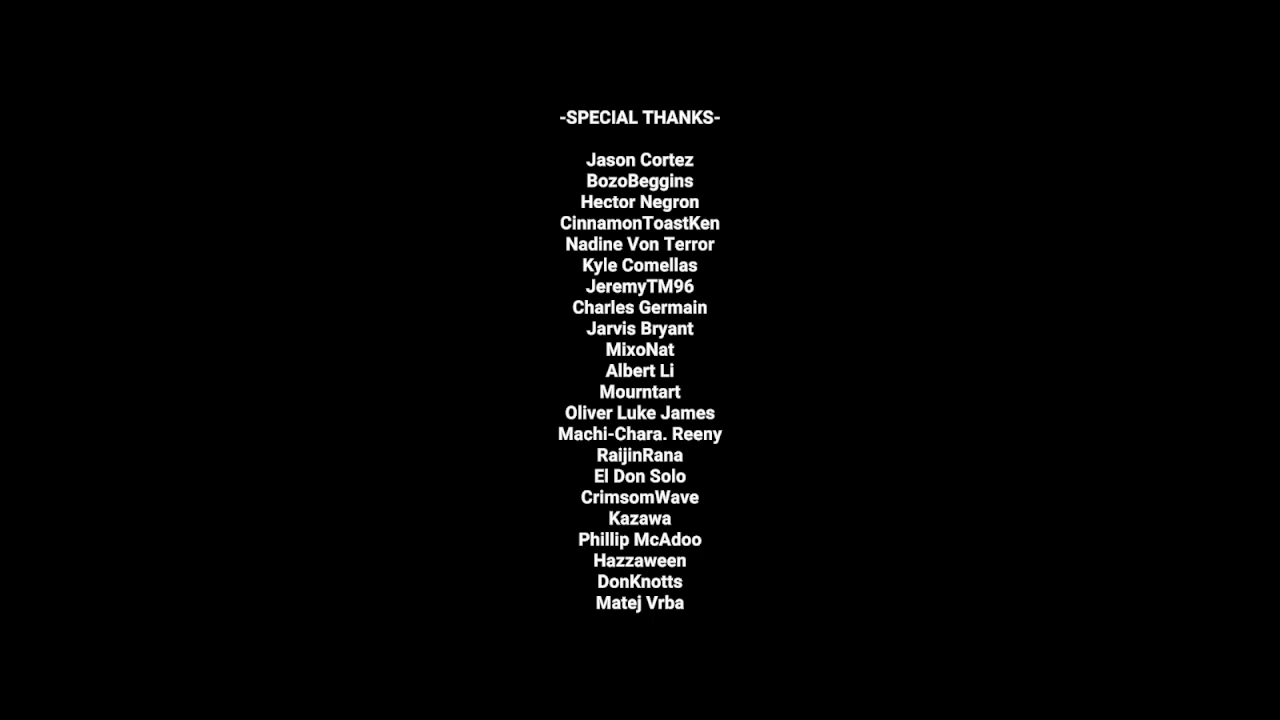 -SPECIAL THANKS-
Jason Cortez
BozoBeggins
Hector Negron
CinnamonToastKen
Nadine Von Terror
Kyle Comellas
JeremyTM96
Charles Germain
Jarvis Bryant
MixoNat
Albert Li
Mourntart
Oliver Luke James
Machi-Chara. Reeny
RaijinRana
El Don Solo
CrimsomWave
Kazawa
Phillip McAdoo
Hazzaween
DonKnotts
Matej Vrba